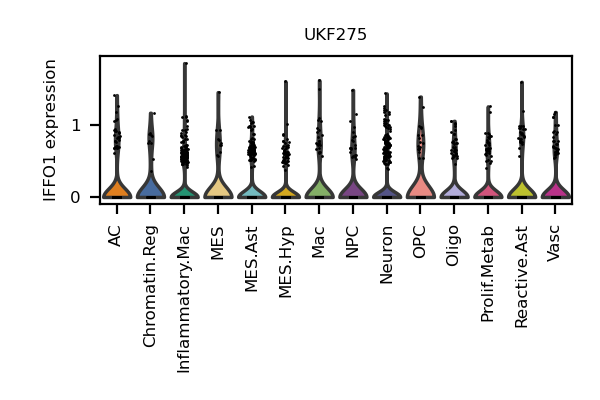 UKF275
IFFO1 expression
1
0
AC
Chromatin.Reg
Inflammatory.Mac
MES
MES.Ast
MES.Hyp
Mac
NPC
Neuron
OPC
Oligo
Prolif.Metab
Reactive.Ast
Vasc